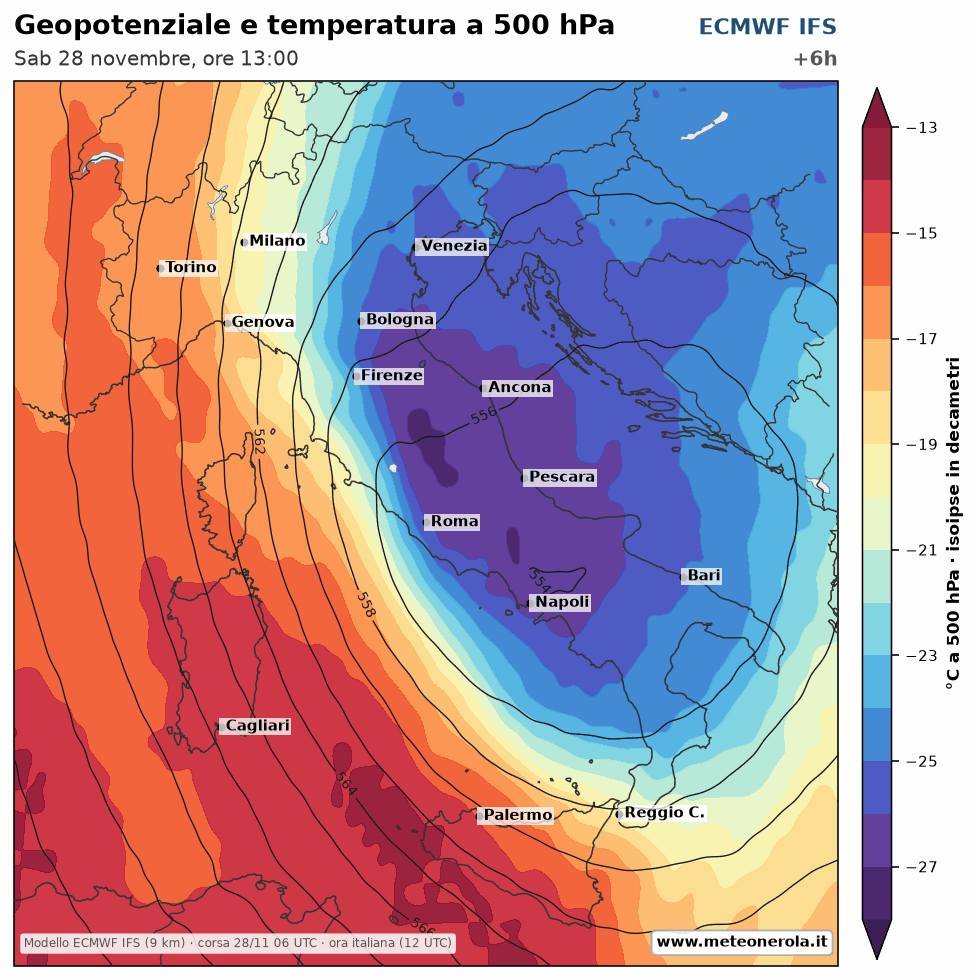 Geopotenziale e temperatura a 500 hPa
ECMWF IFS
Sab 28 novembre, ore 13:00
+6h
Milano
Venezia
Torino
Genova
Bologna
Firenze
Ancona
556
562
Pescara
Roma
Bari
554
Napoli
558
Cagliari
564
Palermo
Reggio C.
566
Modello ECMWF IFS (9 km) · corsa 28/11 06 UTC · ora italiana (12 UTC)
www.meteonerola.it
−13
−15
−17
−19
−21
−23
−25
−27
°C a 500 hPa · isoipse in decametri